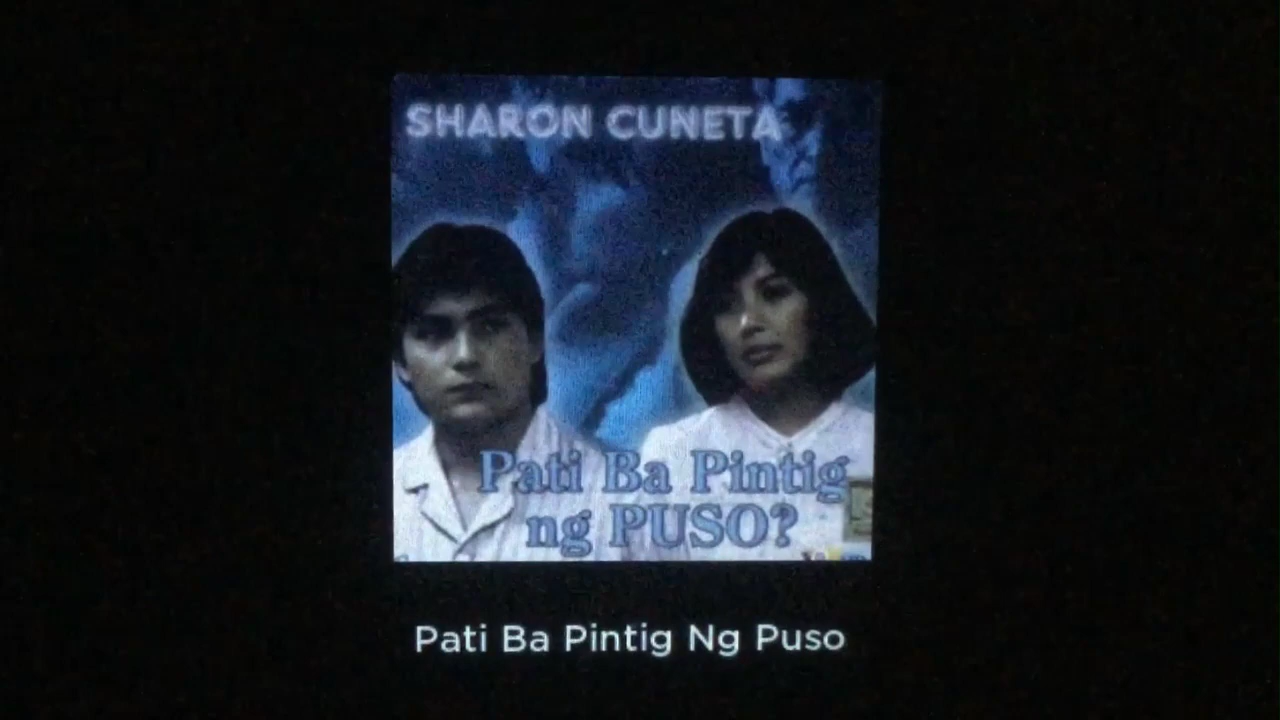 SHARON CUNETA
Pati Ba Pintig
ng PUSO?
Pati Ba Pintig Ng Puso